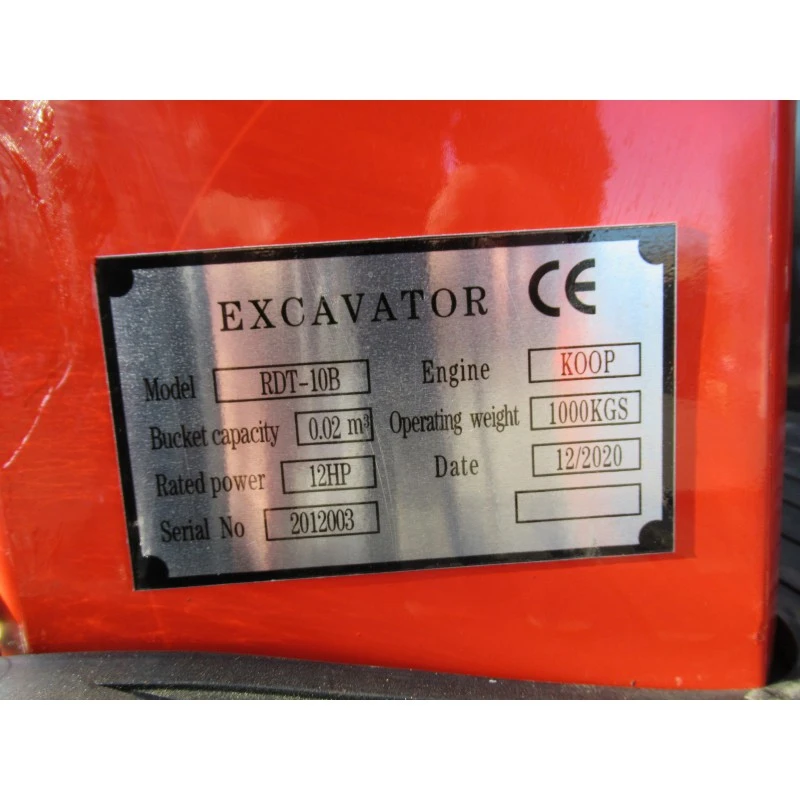 EXCAVATOR CE
Model RDT-10B Engine KOOP
Bucket capacity 0.02 m³ Operating weight 1000KGS
Rated power 12HP Date 12/2020
Serial No 2012003